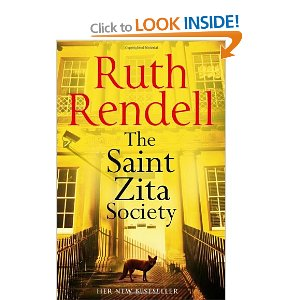 Click to LOOK INSIDE!
Ruth
Rendell
The
Saint
Zita
Society
HER NEW BESTSELLER